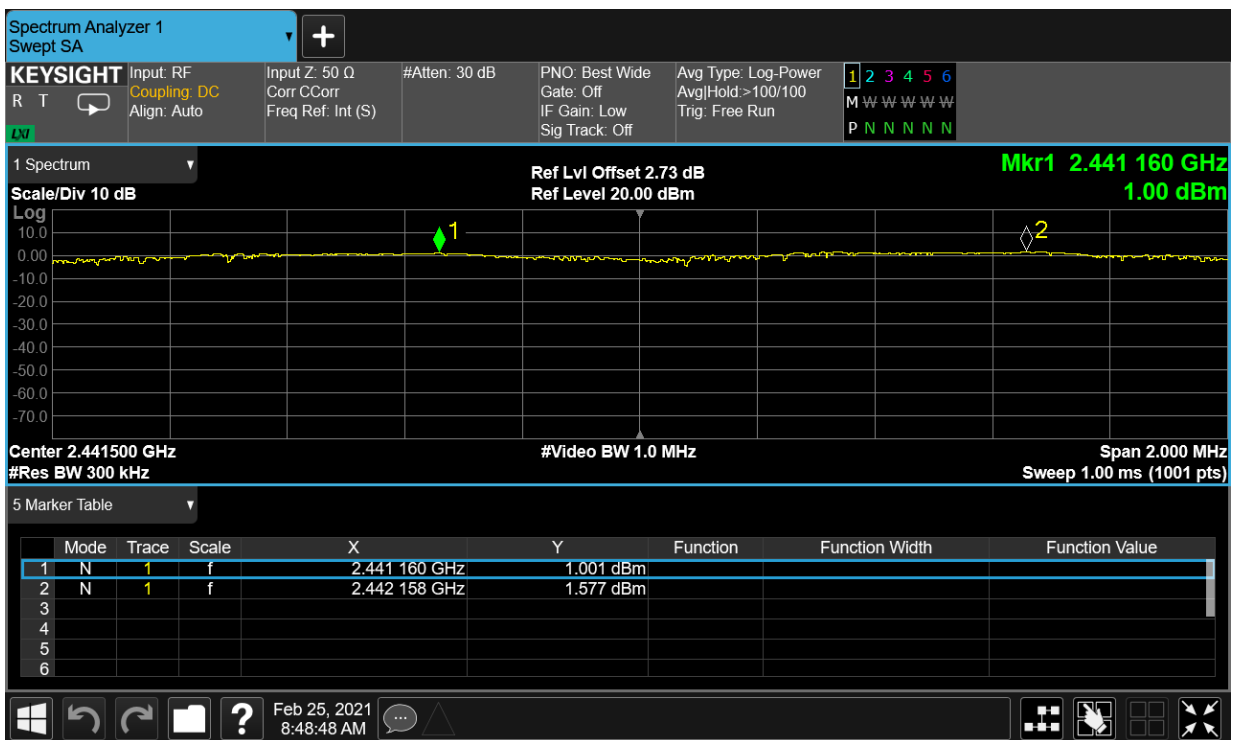 Spectrum Analyzer 1
Swept SA
+
KEYSIGHT
R T
LXI
Input: RF
Coupling: DC
Align: Auto
Input Z: 50 Ω
Corr CCorr
Freq Ref: Int (S)
#Atten: 30 dB
PNO: Best Wide
Gate: Off
IF Gain: Low
Sig Track: Off
Avg Type: Log-Power
Avg|Hold:>100/100
Trig: Free Run
1 2 3 4 5 6
M W W W W W
P N N N N N
1 Spectrum
Scale/Div 10 dB
Ref Lvl Offset 2.73 dB
Ref Level 20.00 dBm
Mkr1 2.441 160 GHz
1.00 dBm
Log
10.0
0.00
-10.0
-20.0
-30.0
-40.0
-50.0
-60.0
-70.0
1
2
Center 2.441500 GHz
#Res BW 300 kHz
#Video BW 1.0 MHz
Span 2.000 MHz
Sweep 1.00 ms (1001 pts)
5 Marker Table
Mode Trace Scale X Y Function Function Width Function Value
1 N 1 f 2.441 160 GHz 1.001 dBm
2 N 1 f 2.442 158 GHz 1.577 dBm
3
4
5
6
?
Feb 25, 2021
8:48:48 AM